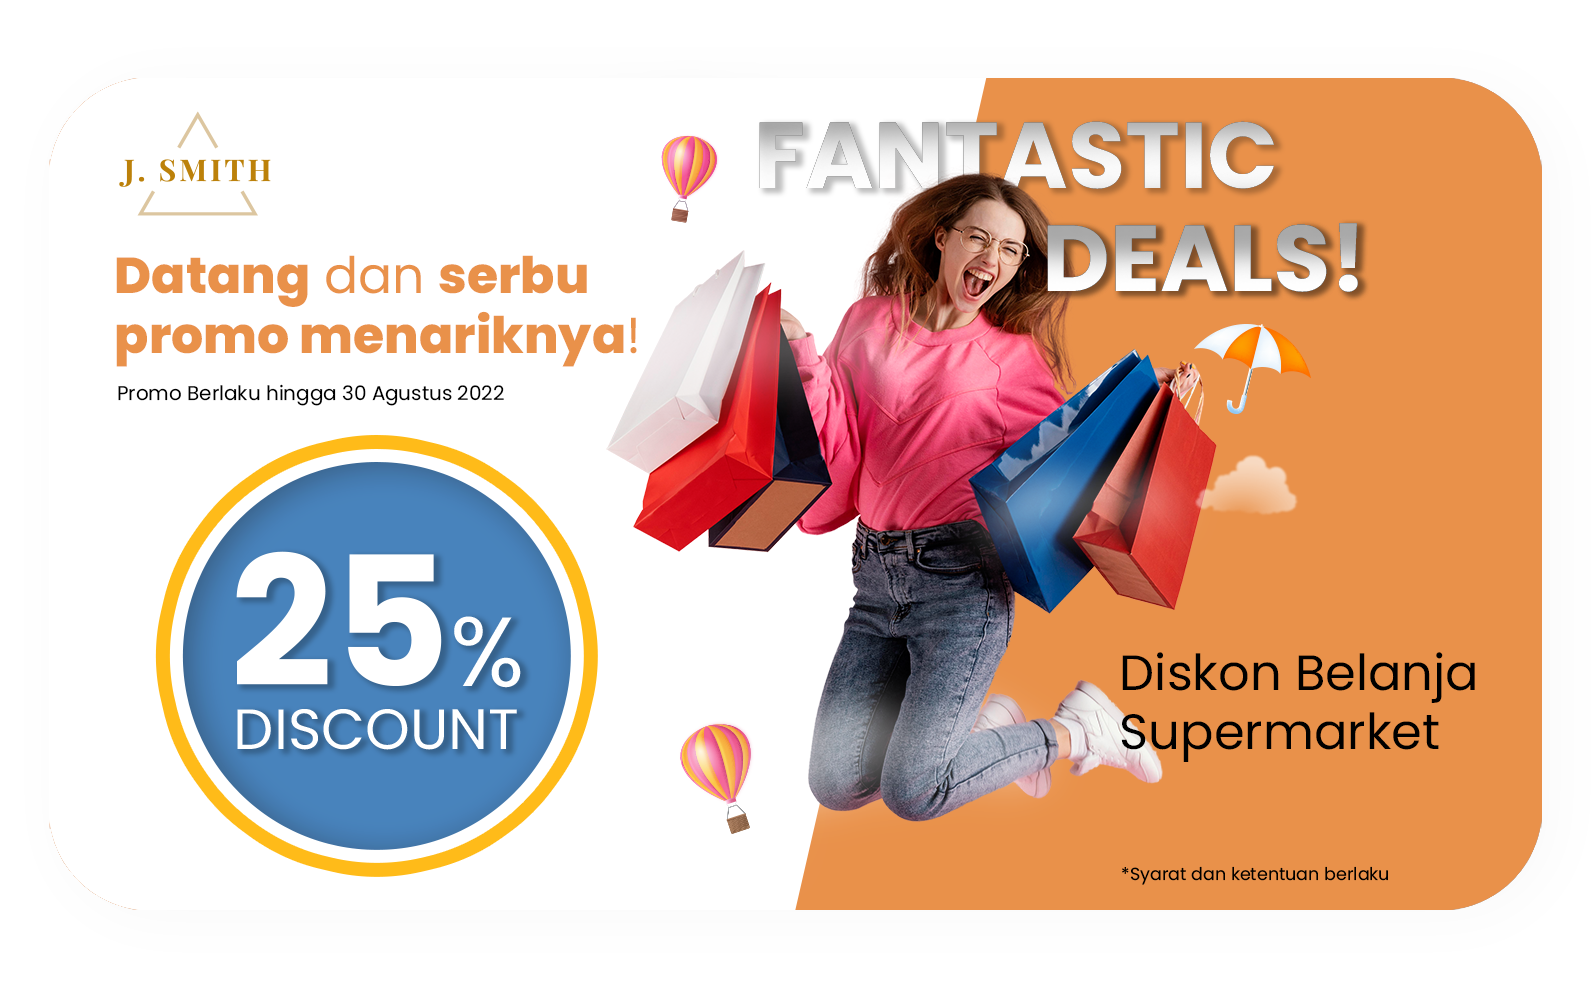 J. SMITH
Datang dan serbu
promo menariknya!
Promo Berlaku hingga 30 Agustus 2022
25%
DISCOUNT
FANTASTIC
DEALS!
Diskon Belanja
Supermarket
*Syarat dan ketentuan berlaku